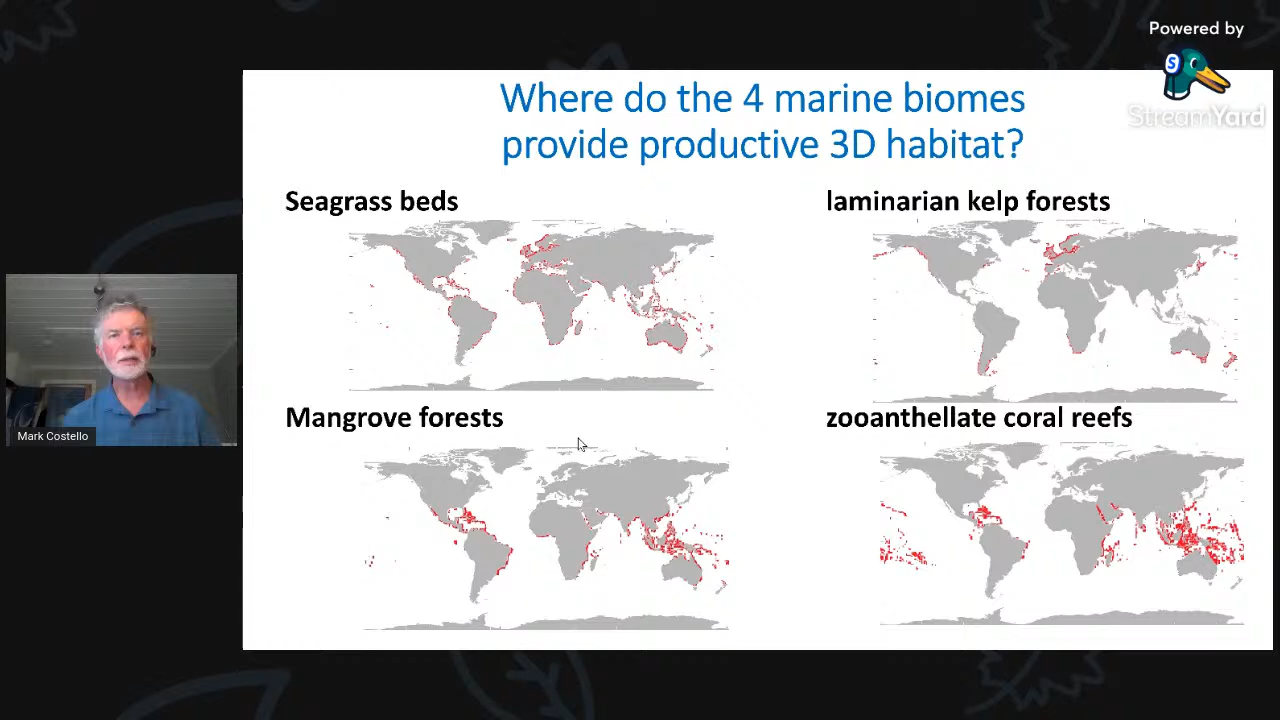 Powered by
S
StreamYard
Where do the 4 marine biomes
provide productive 3D habitat?
Seagrass beds
laminarian kelp forests
Mark Costello
Mangrove forests
zooanthellate coral reefs